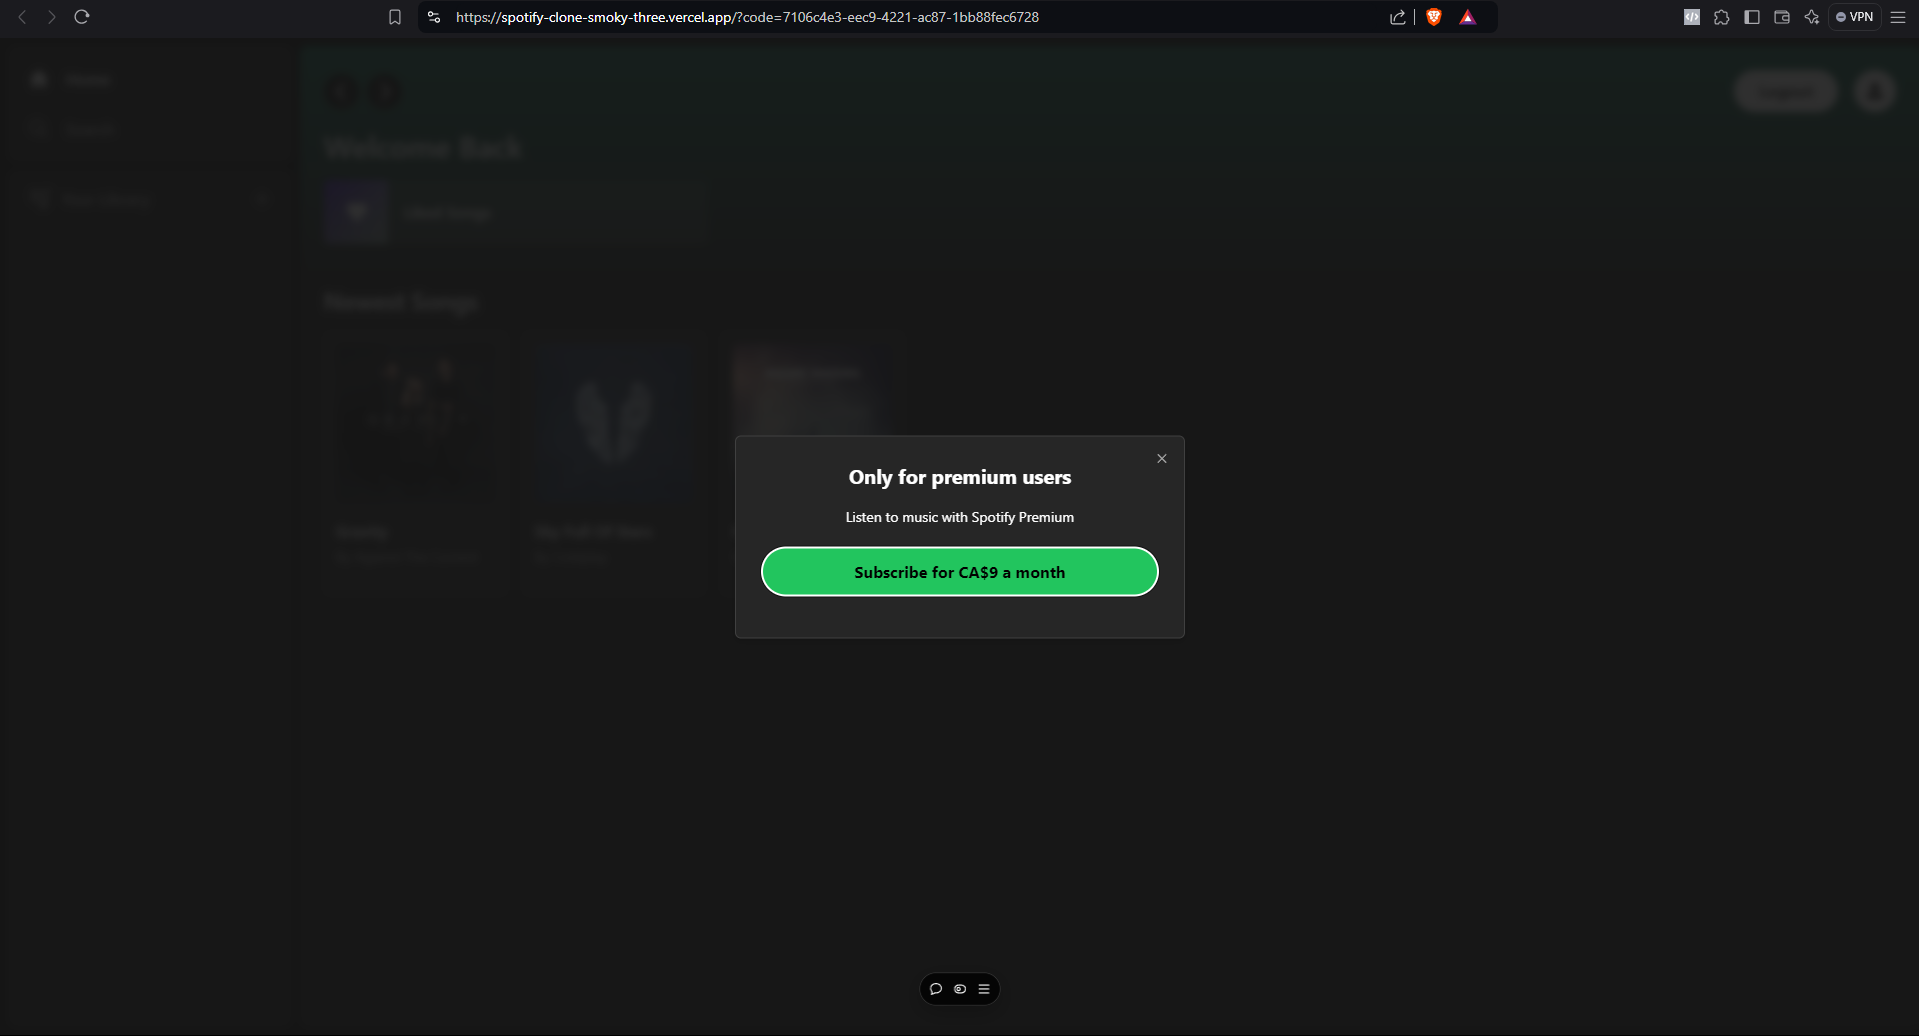 https://spotify-clone-smoky-three.vercel.app/?code=7106c4e3-eec9-4221-ac87-1bb88fec6728
VPN
Home
Search
Your Library
Logout
Welcome Back
Liked Songs
Newest Songs
Only for premium users
Listen to music with Spotify Premium
Subscribe for CA$9 a month